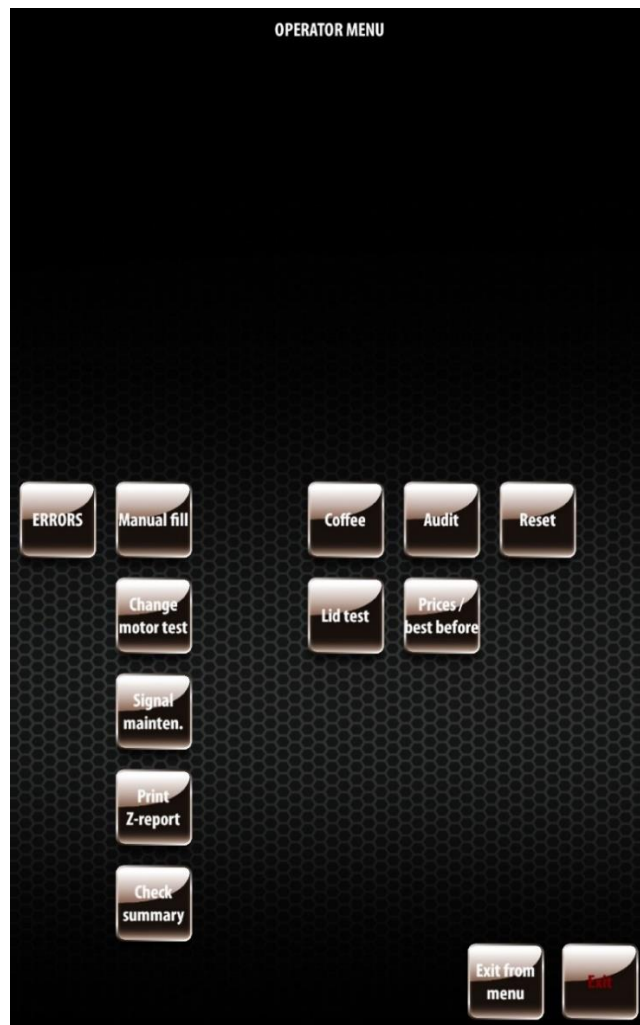 OPERATOR MENU
ERRORS
Manual fill
Coffee
Audit
Reset
Change
motor test
Lid test
Prices /
best before
Signal
mainten.
Print
Z-report
Check
summary
Exit from
menu
Exit